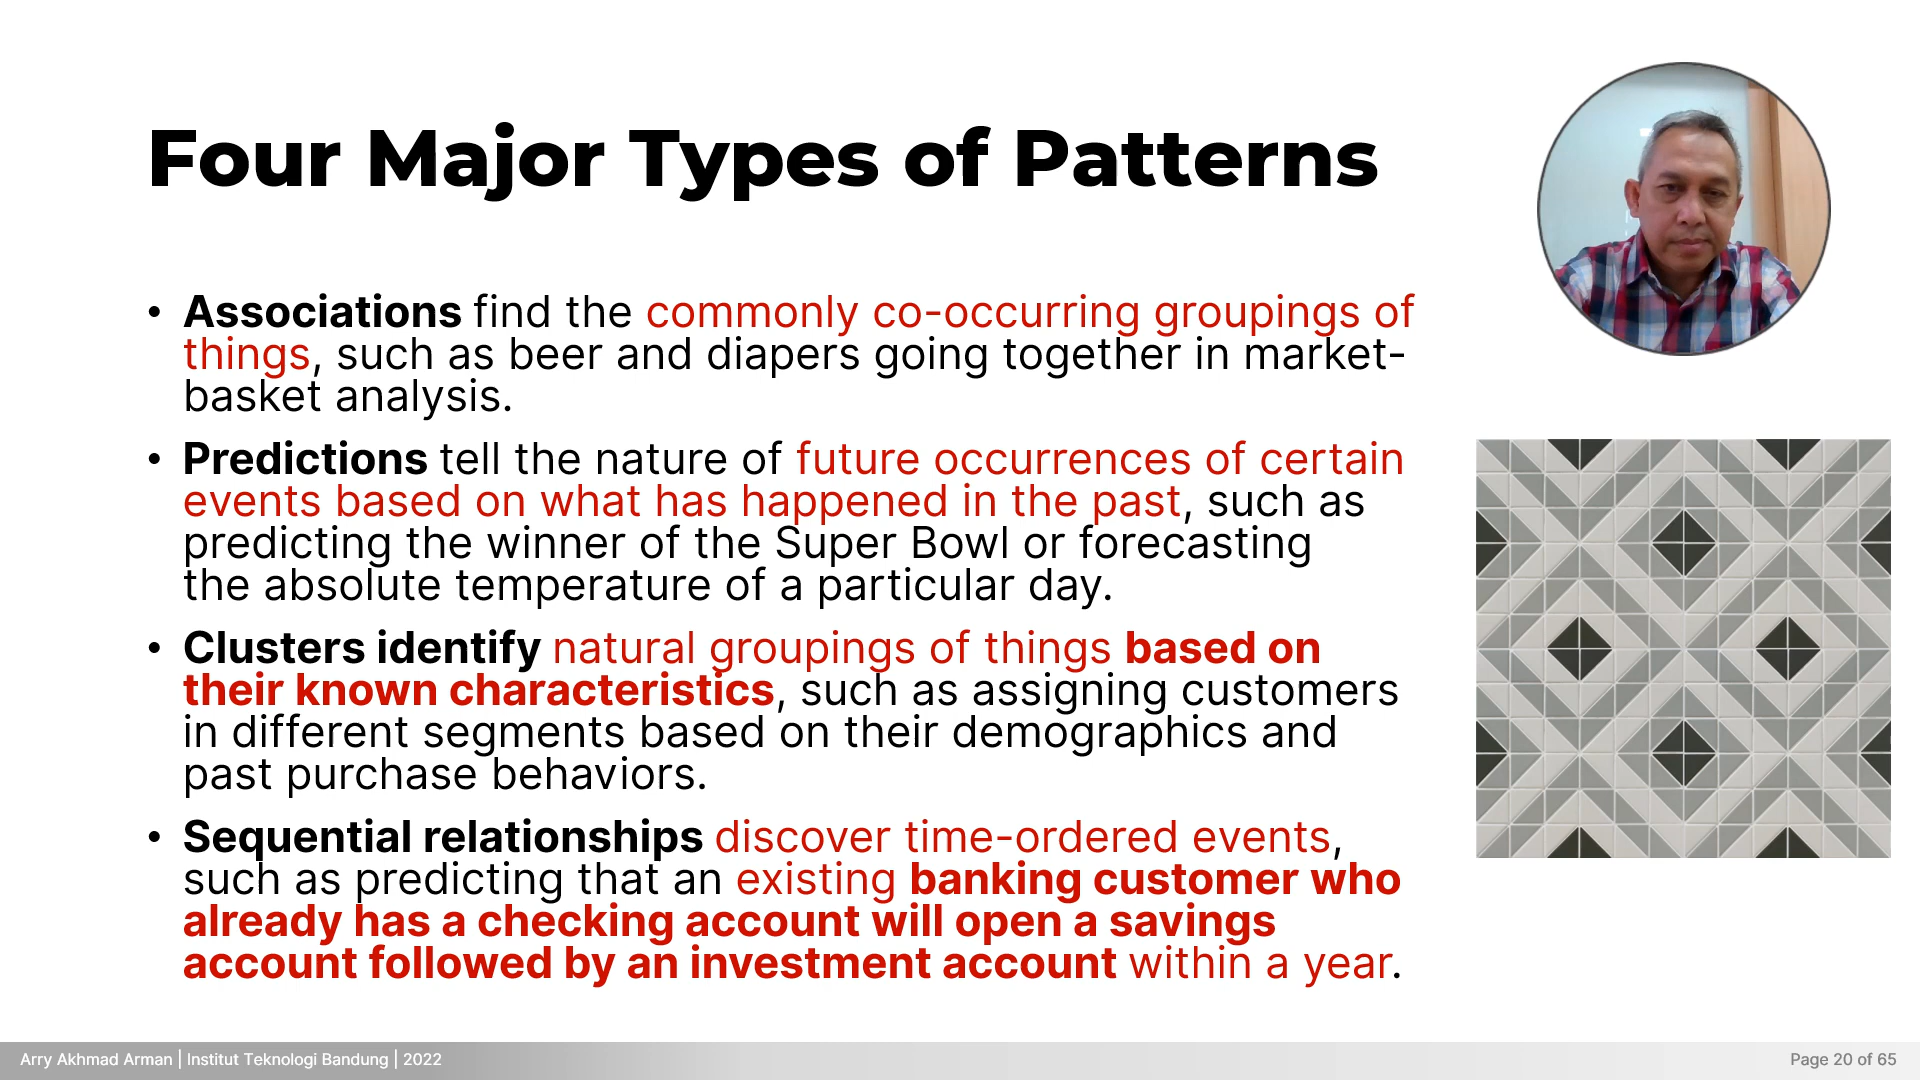 Four Major Types of Patterns
• Associations find the commonly co-occurring groupings of
things, such as beer and diapers going together in market-
basket analysis.
• Predictions tell the nature of future occurrences of certain
events based on what has happened in the past, such as
predicting the winner of the Super Bowl or forecasting
the absolute temperature of a particular day.
• Clusters identify natural groupings of things based on
their known characteristics, such as assigning customers
in different segments based on their demographics and
past purchase behaviors.
• Sequential relationships discover time-ordered events,
such as predicting that an existing banking customer who
already has a checking account will open a savings
account followed by an investment account within a year.
Arry Akhmad Arman | Institut Teknologi Bandung | 2022
Page 20 of 65